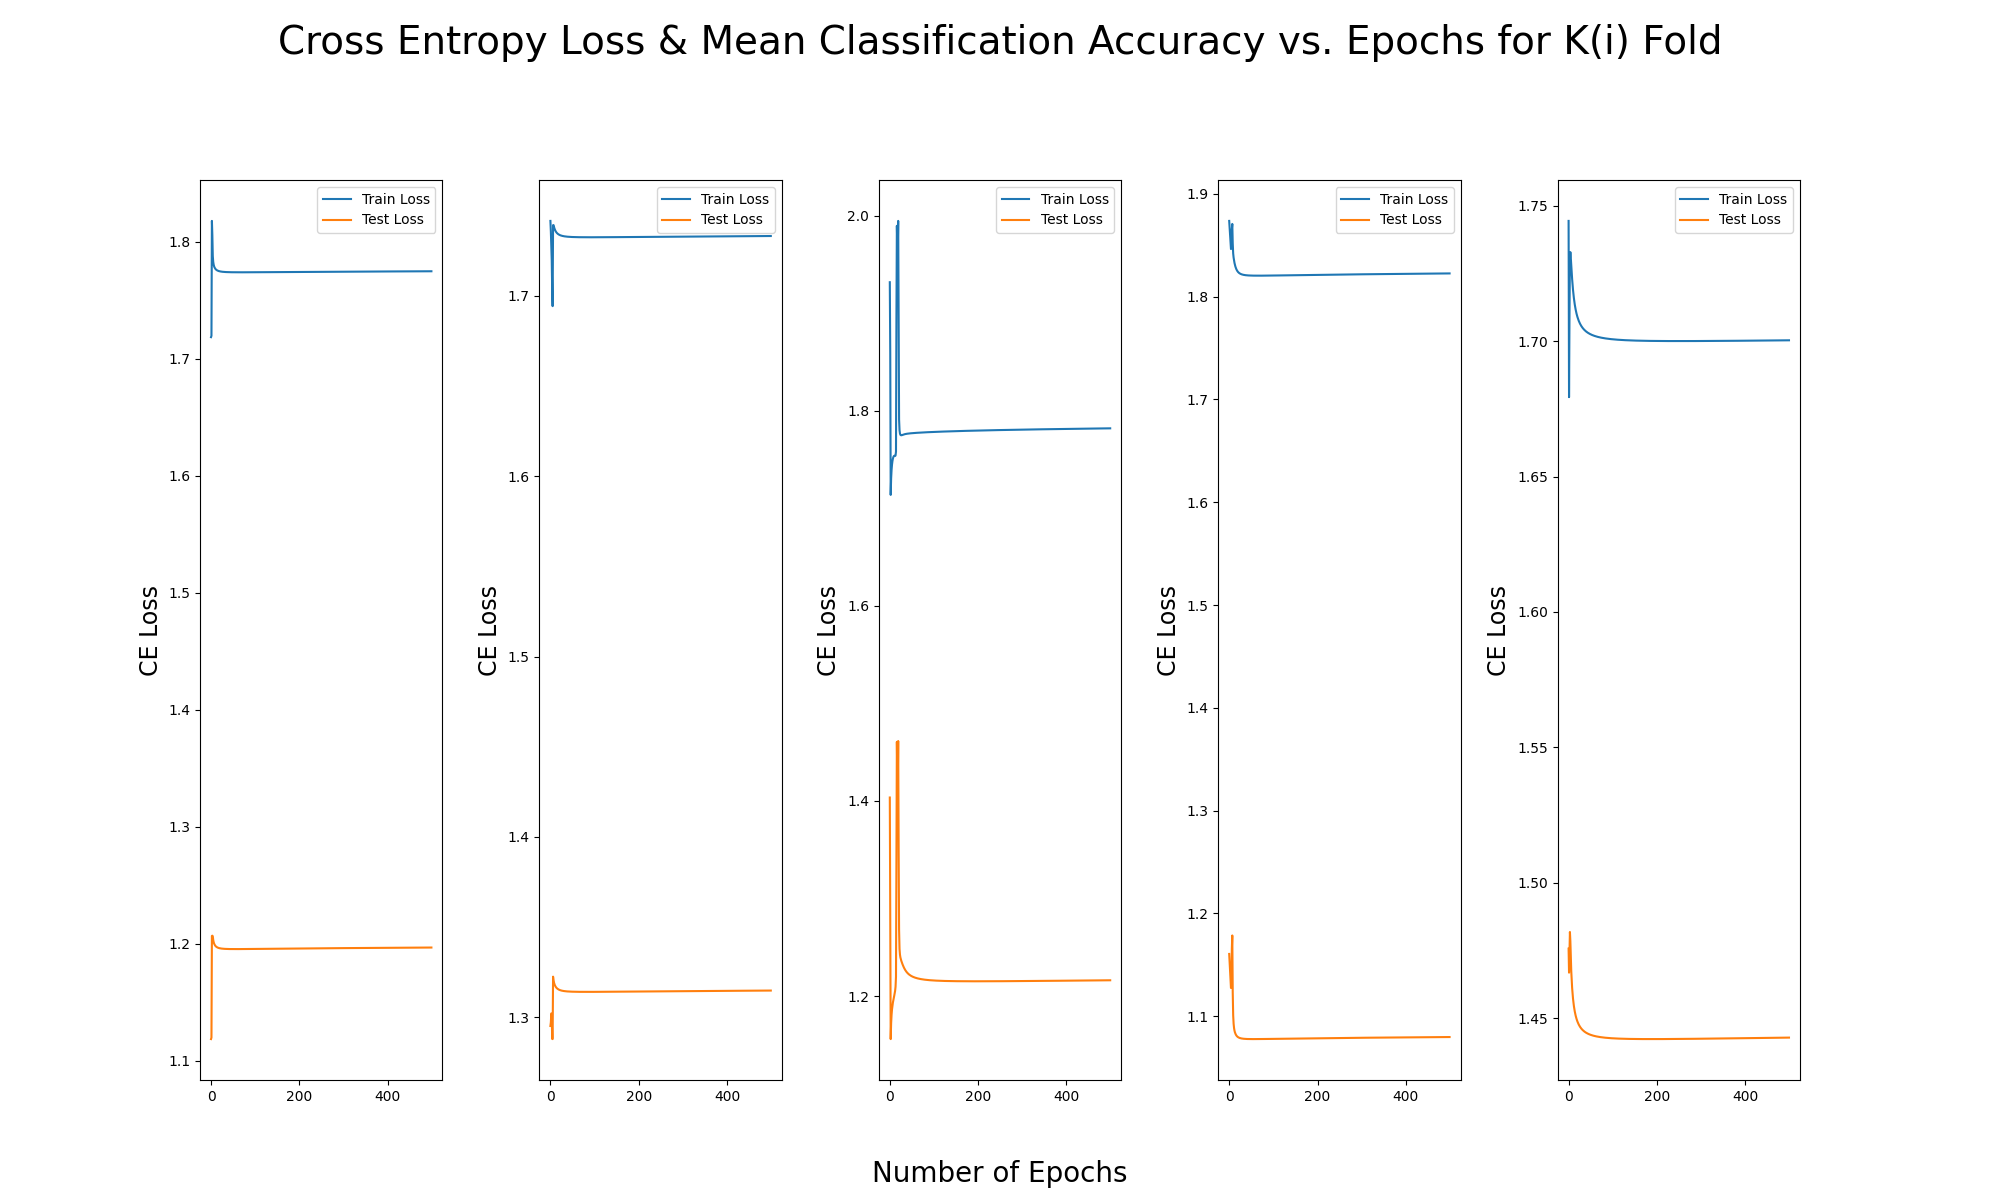 Cross Entropy Loss & Mean Classification Accuracy vs. Epochs for K(i) Fold
CE Loss
1.8
1.7
1.6
1.5
1.4
1.3
1.2
1.1
0 200 400
Train Loss
Test Loss
CE Loss
1.7
1.6
1.5
1.4
1.3
0 200 400
Train Loss
Test Loss
CE Loss
2.0
1.8
1.6
1.4
1.2
0 200 400
Train Loss
Test Loss
CE Loss
1.9
1.8
1.7
1.6
1.5
1.4
1.3
1.2
1.1
0 200 400
Train Loss
Test Loss
CE Loss
1.75
1.70
1.65
1.60
1.55
1.50
1.45
0 200 400
Train Loss
Test Loss
Number of Epochs